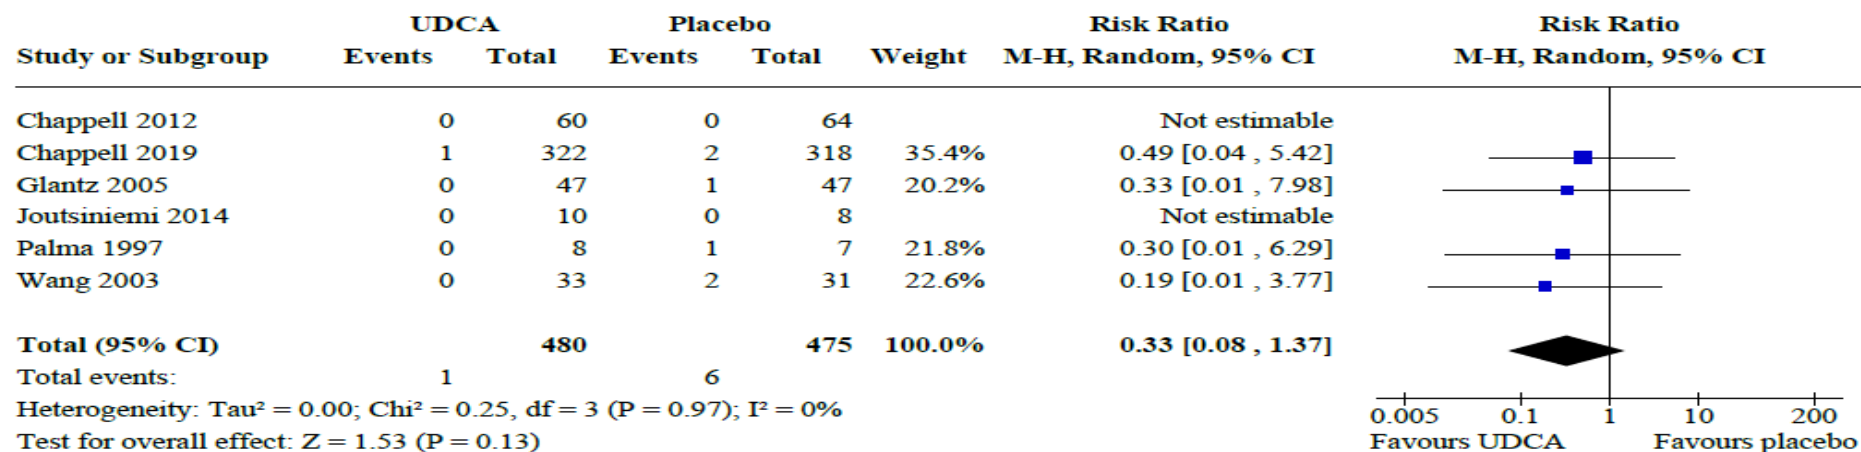 UDCA Placebo Risk Ratio Risk Ratio
Study or Subgroup Events Total Events Total Weight M-H, Random, 95% CI M-H, Random, 95% CI
Chappell 2012 0 60 0 64 Not estimable
Chappell 2019 1 322 2 318 35.4% 0.49 [0.04 , 5.42]
Glantz 2005 0 47 1 47 20.2% 0.33 [0.01 , 7.98]
Joutsiniemi 2014 0 10 0 8 Not estimable
Palma 1997 0 8 1 7 21.8% 0.30 [0.01 , 6.29]
Wang 2003 0 33 2 31 22.6% 0.19 [0.01 , 3.77]
Total (95% CI) 480 475 100.0% 0.33 [0.08 , 1.37]
Total events: 1 6
Heterogeneity: Tau² = 0.00; Chi² = 0.25, df = 3 (P = 0.97); I² = 0%
Test for overall effect: Z = 1.53 (P = 0.13)
0.005 0.1 1 10 200
Favours UDCA Favours placebo